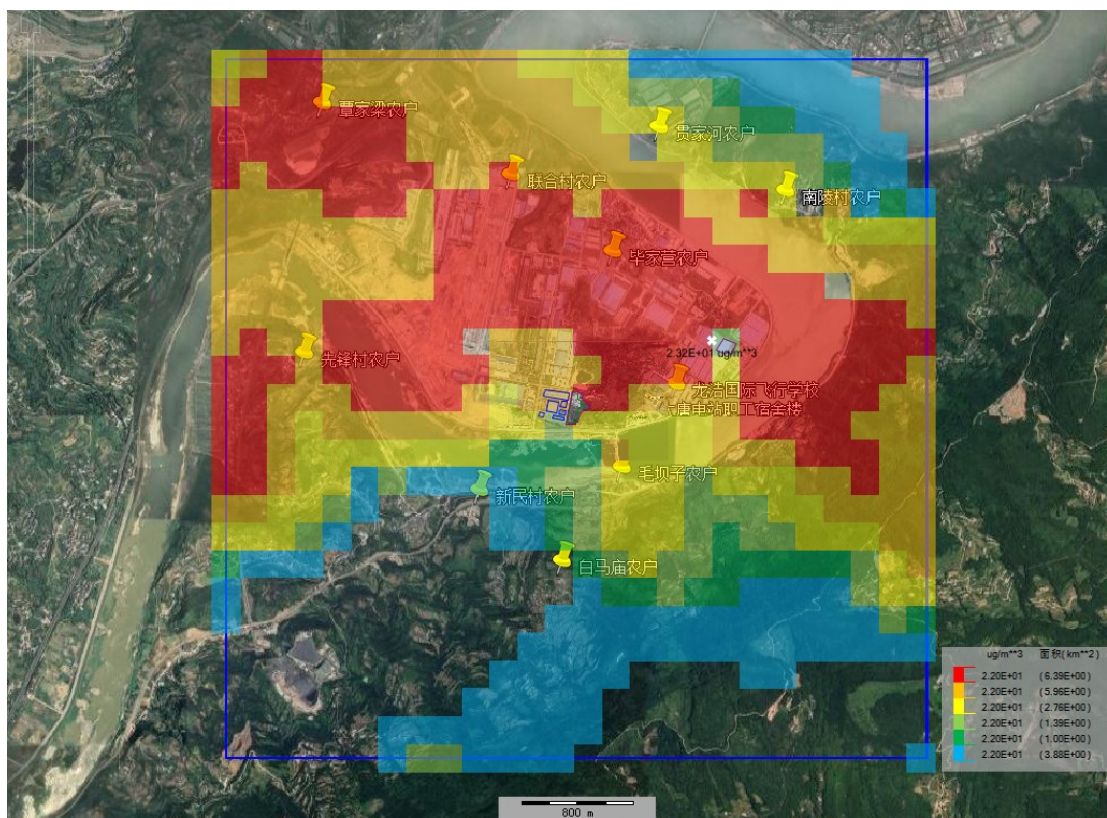 覃家梁农户
贯家河农户
联合村农户
南陵村农户
毕家营农户
2.32E+01 ug/m**3
先锋村农户
龙浩国际飞行学校
大唐电站职工宿舍楼
毛坝子农户
新民村农户
白马庙农户
ug/m**3 面积(km**2)
2.20E+01 (6.39E+00)
2.20E+01 (5.96E+00)
2.20E+01 (2.76E+00)
2.20E+01 (1.39E+00)
2.20E+01 (1.00E+00)
2.20E+01 (3.88E+00)
800 m